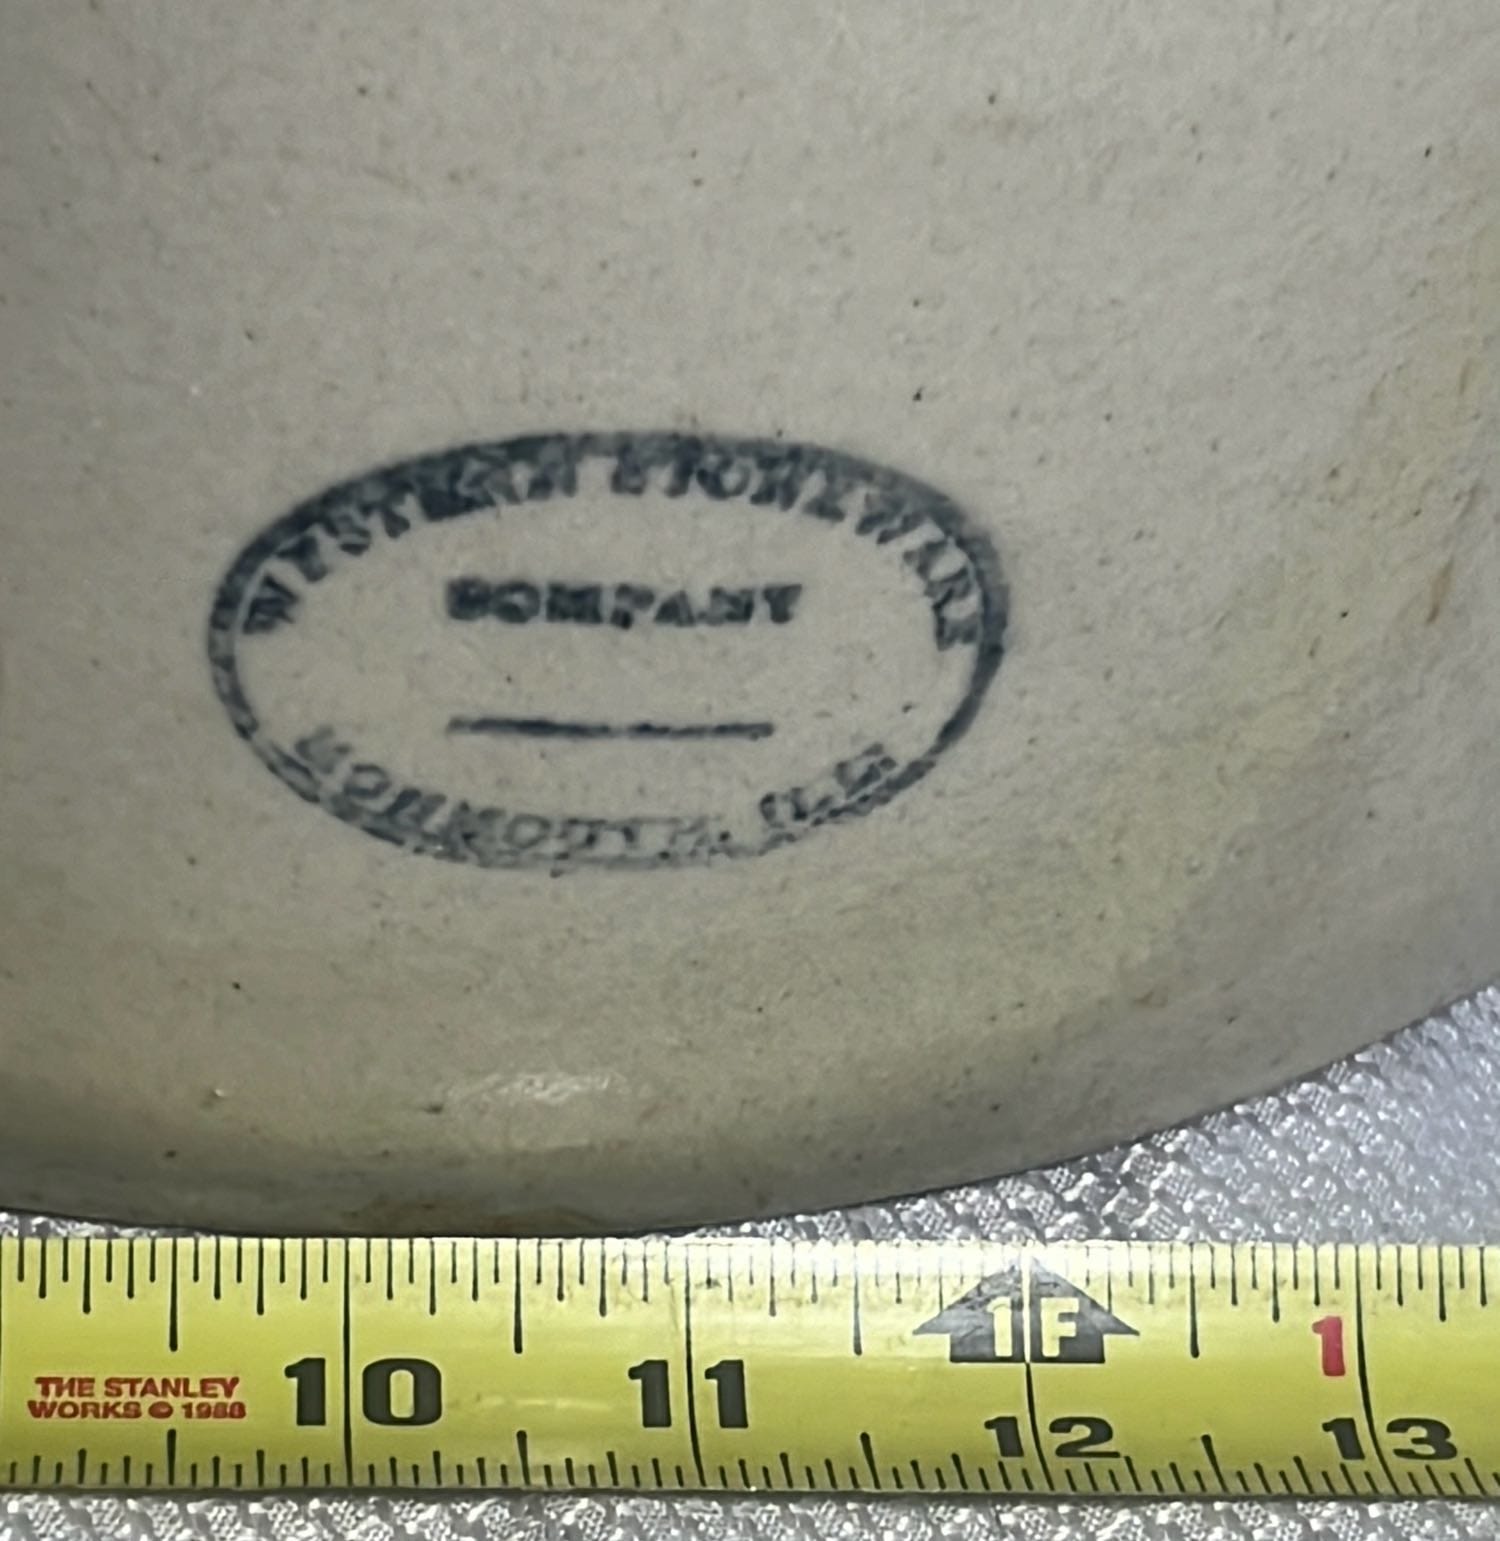 WESTERN STONEWARE
COMPANY
MONMOUTH, ILL.
THE STANLEY
WORKS © 1988
10 11 1F 1
12 13